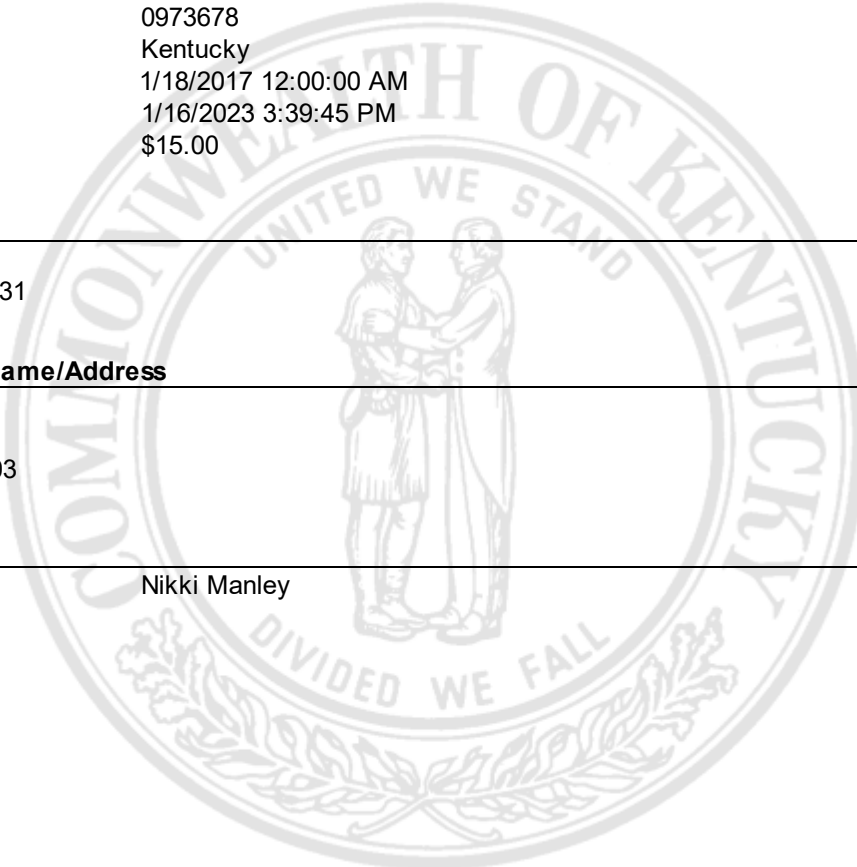 0973678
Kentucky
1/18/2017 12:00:00 AM
1/16/2023 3:39:45 PM
$15.00
COMMONWEALTH OF KENTUCKY
UNITED WE STAND
31
ame/Address
03
Nikki Manley
DIVIDED WE FALL